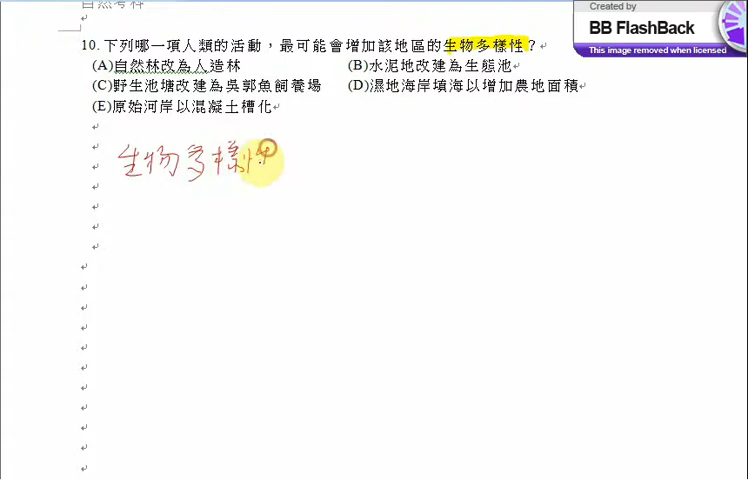 自然考科
Created by
BB FlashBack
This image removed when licensed
10. 下列哪一項人類的活動，最可能會增加該地區的生物多樣性？
(A)自然林改為人造林 (B)水泥地改建為生態池
(C)野生池塘改建為吳郭魚飼養場 (D)濕地海岸填海以增加農地面積
(E)原始河岸以混凝土槽化
生物多樣性